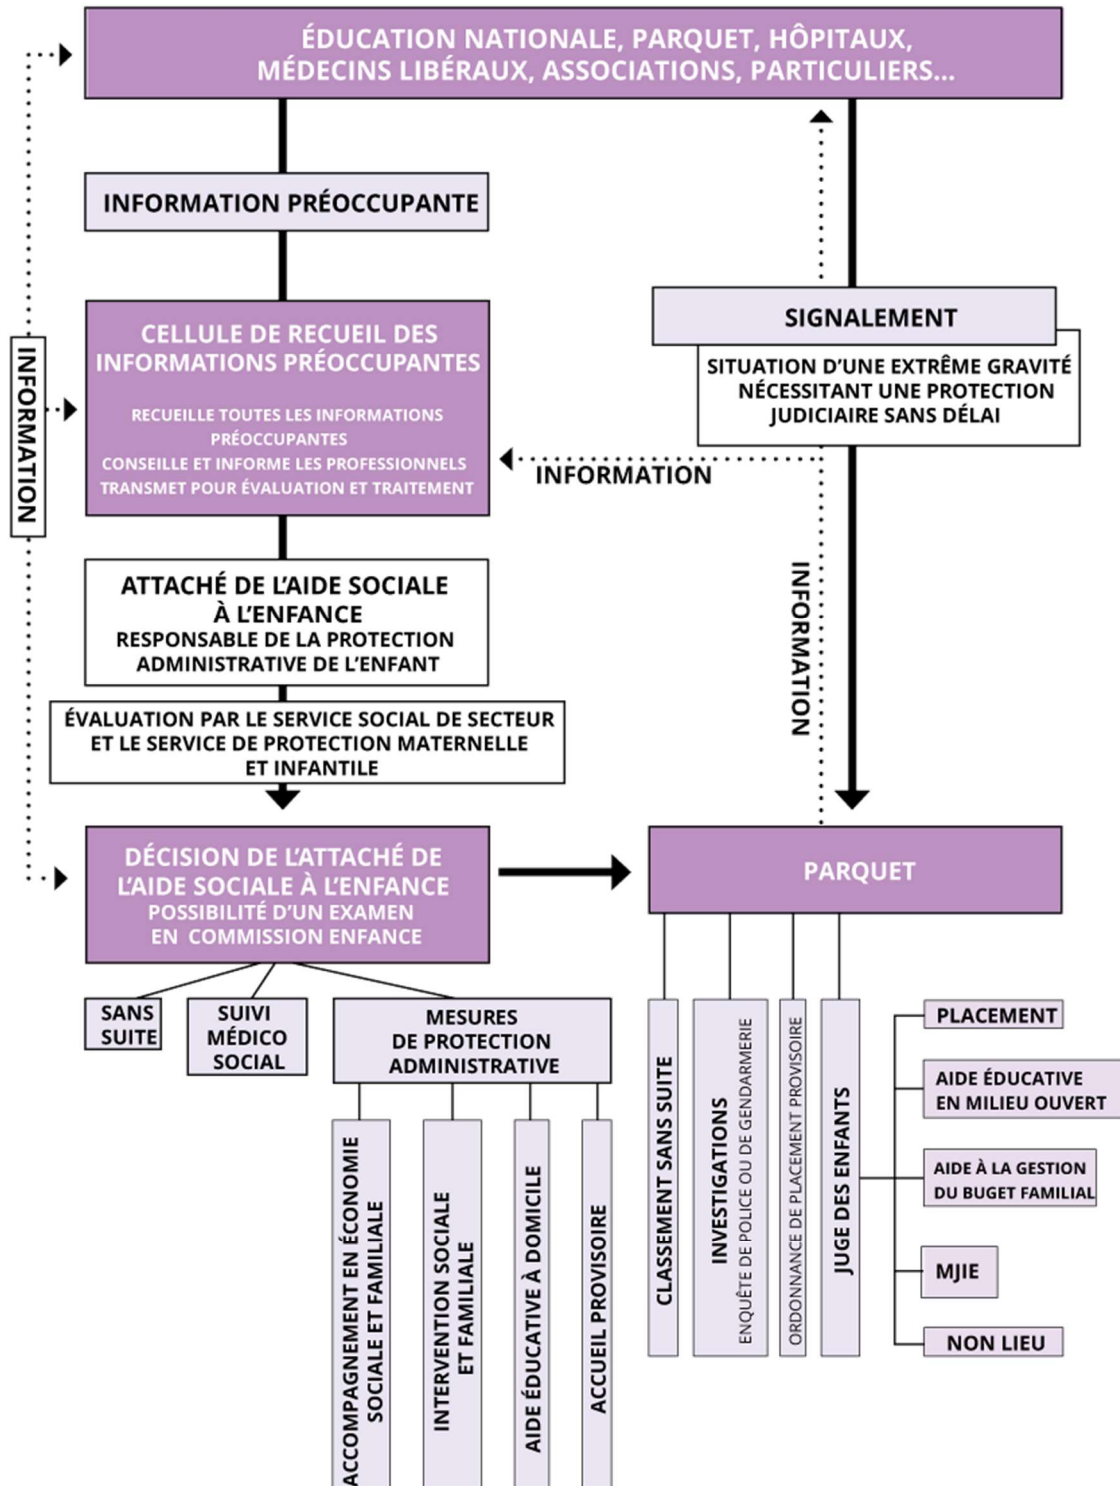 ÉDUCATION NATIONALE, PARQUET, HÔPITAUX,
MÉDECINS LIBÉRAUX, ASSOCIATIONS, PARTICULIERS...
INFORMATION PRÉOCCUPANTE
CELLULE DE RECUEIL DES
INFORMATIONS PRÉOCCUPANTES
RECUEILLE TOUTES LES INFORMATIONS
PRÉOCCUPANTES
CONSEILLE ET INFORME LES PROFESSIONNELS
TRANSMET POUR ÉVALUATION ET TRAITEMENT
SIGNALEMENT
SITUATION D'UNE EXTRÊME GRAVITÉ
NÉCESSITANT UNE PROTECTION
JUDICIAIRE SANS DÉLAI
INFORMATION
INFORMATION
INFORMATION
ATTACHÉ DE L'AIDE SOCIALE
À L'ENFANCE
RESPONSABLE DE LA PROTECTION
ADMINISTRATIVE DE L'ENFANT
ÉVALUATION PAR LE SERVICE SOCIAL DE SECTEUR
ET LE SERVICE DE PROTECTION MATERNELLE
ET INFANTILE
DÉCISION DE L'ATTACHÉ DE
L'AIDE SOCIALE À L'ENFANCE
POSSIBILITÉ D'UN EXAMEN
EN COMMISSION ENFANCE
PARQUET
SANS
SUITE
SUIVI
MÉDICO
SOCIAL
MESURES
DE PROTECTION
ADMINISTRATIVE
ACCOMPAGNEMENT EN ÉCONOMIE
SOCIALE ET FAMILIALE
INTERVENTION SOCIALE
ET FAMILIALE
AIDE ÉDUCATIVE À DOMICILE
ACCUEIL PROVISOIRE
CLASSEMENT SANS SUITE
INVESTIGATIONS
ENQUÊTE DE POLICE OU DE GENDARMERIE
ORDONNANCE DE PLACEMENT PROVISOIRE
JUGE DES ENFANTS
PLACEMENT
AIDE ÉDUCATIVE
EN MILIEU OUVERT
AIDE À LA GESTION
DU BUGET FAMILIAL
MJIE
NON LIEU